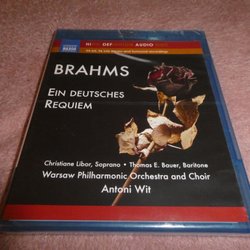 NAXOS
HI DEF AUDIO
BRAHMS
EIN DEUTSCHES
REQUIEM
Christiane Libor, Soprano • Thomas E. Bauer, Baritone
Warsaw Philharmonic Orchestra and Choir
Antoni Wit